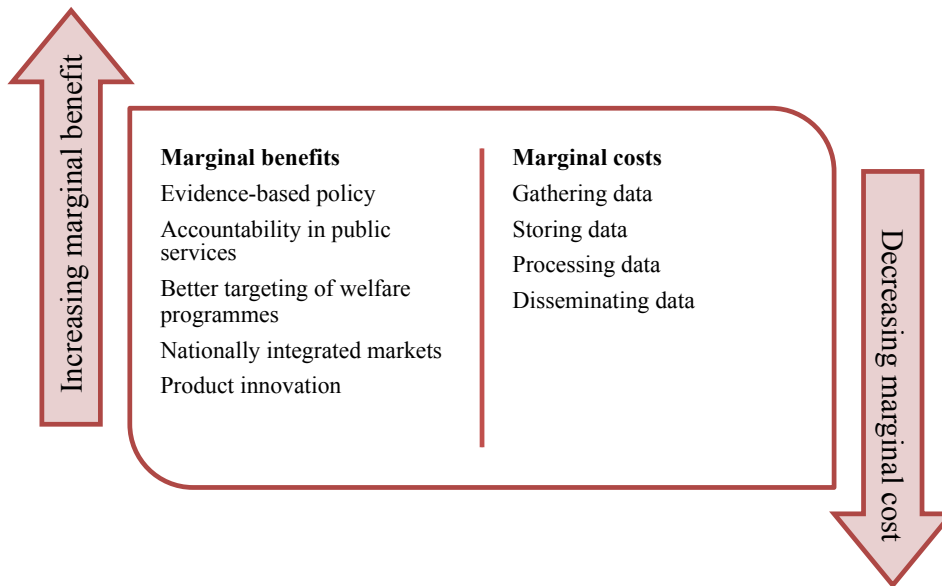 Increasing marginal benefit
Marginal benefits
Evidence-based policy
Accountability in public
services
Better targeting of welfare
programmes
Nationally integrated markets
Product innovation
Marginal costs
Gathering data
Storing data
Processing data
Disseminating data
Decreasing marginal
cost